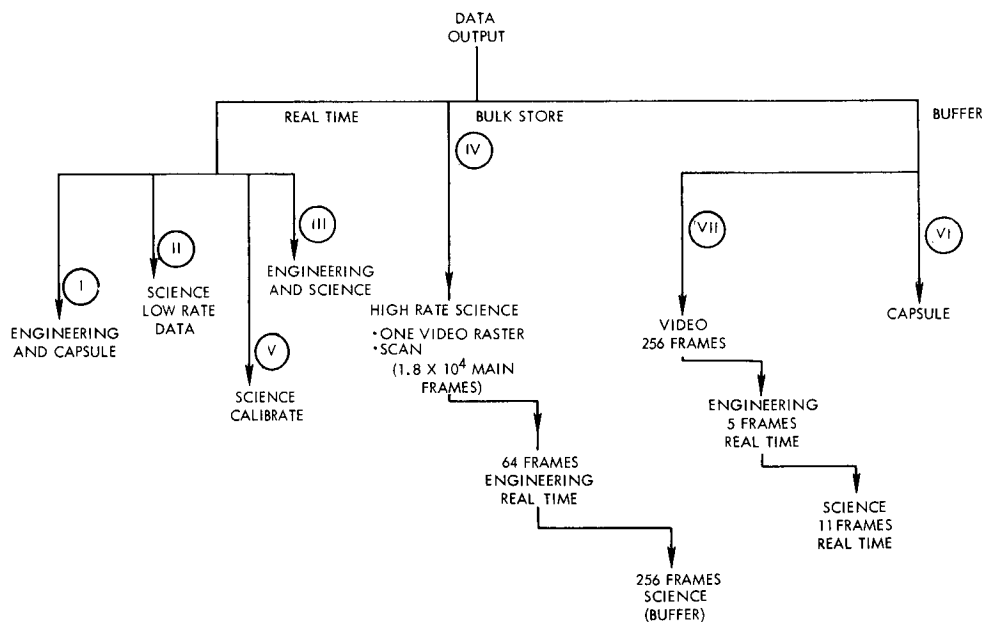 DATA
OUTPUT
REAL TIME
BULK STORE
BUFFER
IV
III
II
VII
VI
I
V
ENGINEERING
AND CAPSULE
SCIENCE
LOW RATE
DATA
SCIENCE
CALIBRATE
ENGINEERING
AND SCIENCE
HIGH RATE SCIENCE
•ONE VIDEO RASTER
•SCAN
(1.8 X 10⁴ MAIN
FRAMES)
64 FRAMES
ENGINEERING
REAL TIME
256 FRAMES
SCIENCE
(BUFFER)
VIDEO
256 FRAMES
ENGINEERING
5 FRAMES
REAL TIME
SCIENCE
11 FRAMES
REAL TIME
CAPSULE